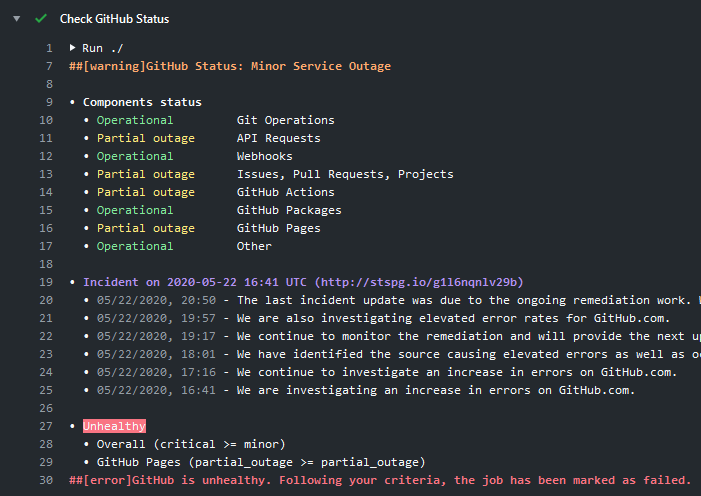 Check GitHub Status
1 Run ./
7 ##[warning]GitHub Status: Minor Service Outage
8
9 • Components status
10 • Operational Git Operations
11 • Partial outage API Requests
12 • Operational Webhooks
13 • Partial outage Issues, Pull Requests, Projects
14 • Partial outage GitHub Actions
15 • Operational GitHub Packages
16 • Partial outage GitHub Pages
17 • Operational Other
18
19 • Incident on 2020-05-22 16:41 UTC (http://stspg.io/g1l6nqnlv29b)
20 • 05/22/2020, 20:50 - The last incident update was due to the ongoing remediation work.
21 • 05/22/2020, 19:57 - We are also investigating elevated error rates for GitHub.com.
22 • 05/22/2020, 19:17 - We continue to monitor the remediation and will provide the next up
23 • 05/22/2020, 18:01 - We have identified the source causing elevated errors as well as
24 • 05/22/2020, 17:16 - We continue to investigate an increase in errors on GitHub.com.
25 • 05/22/2020, 16:41 - We are investigating an increase in errors on GitHub.com.
26
27 • Unhealthy
28 • Overall (critical >= minor)
29 • GitHub Pages (partial_outage >= partial_outage)
30 ##[error]GitHub is unhealthy. Following your criteria, the job has been marked as failed.